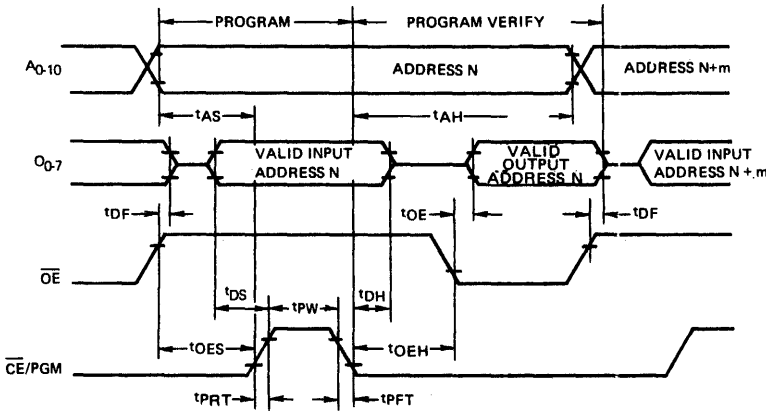 PROGRAM
PROGRAM VERIFY
A0-10
ADDRESS N
ADDRESS N+m
tAS
tAH
O0-7
VALID INPUT
ADDRESS N
VALID
OUTPUT
ADDRESS N
VALID INPUT
ADDRESS N+m
tDF
tOE
tDF
OE
tDS
tPW
tDH
tOES
tOEH
CE/PGM
tPRT
tPFT